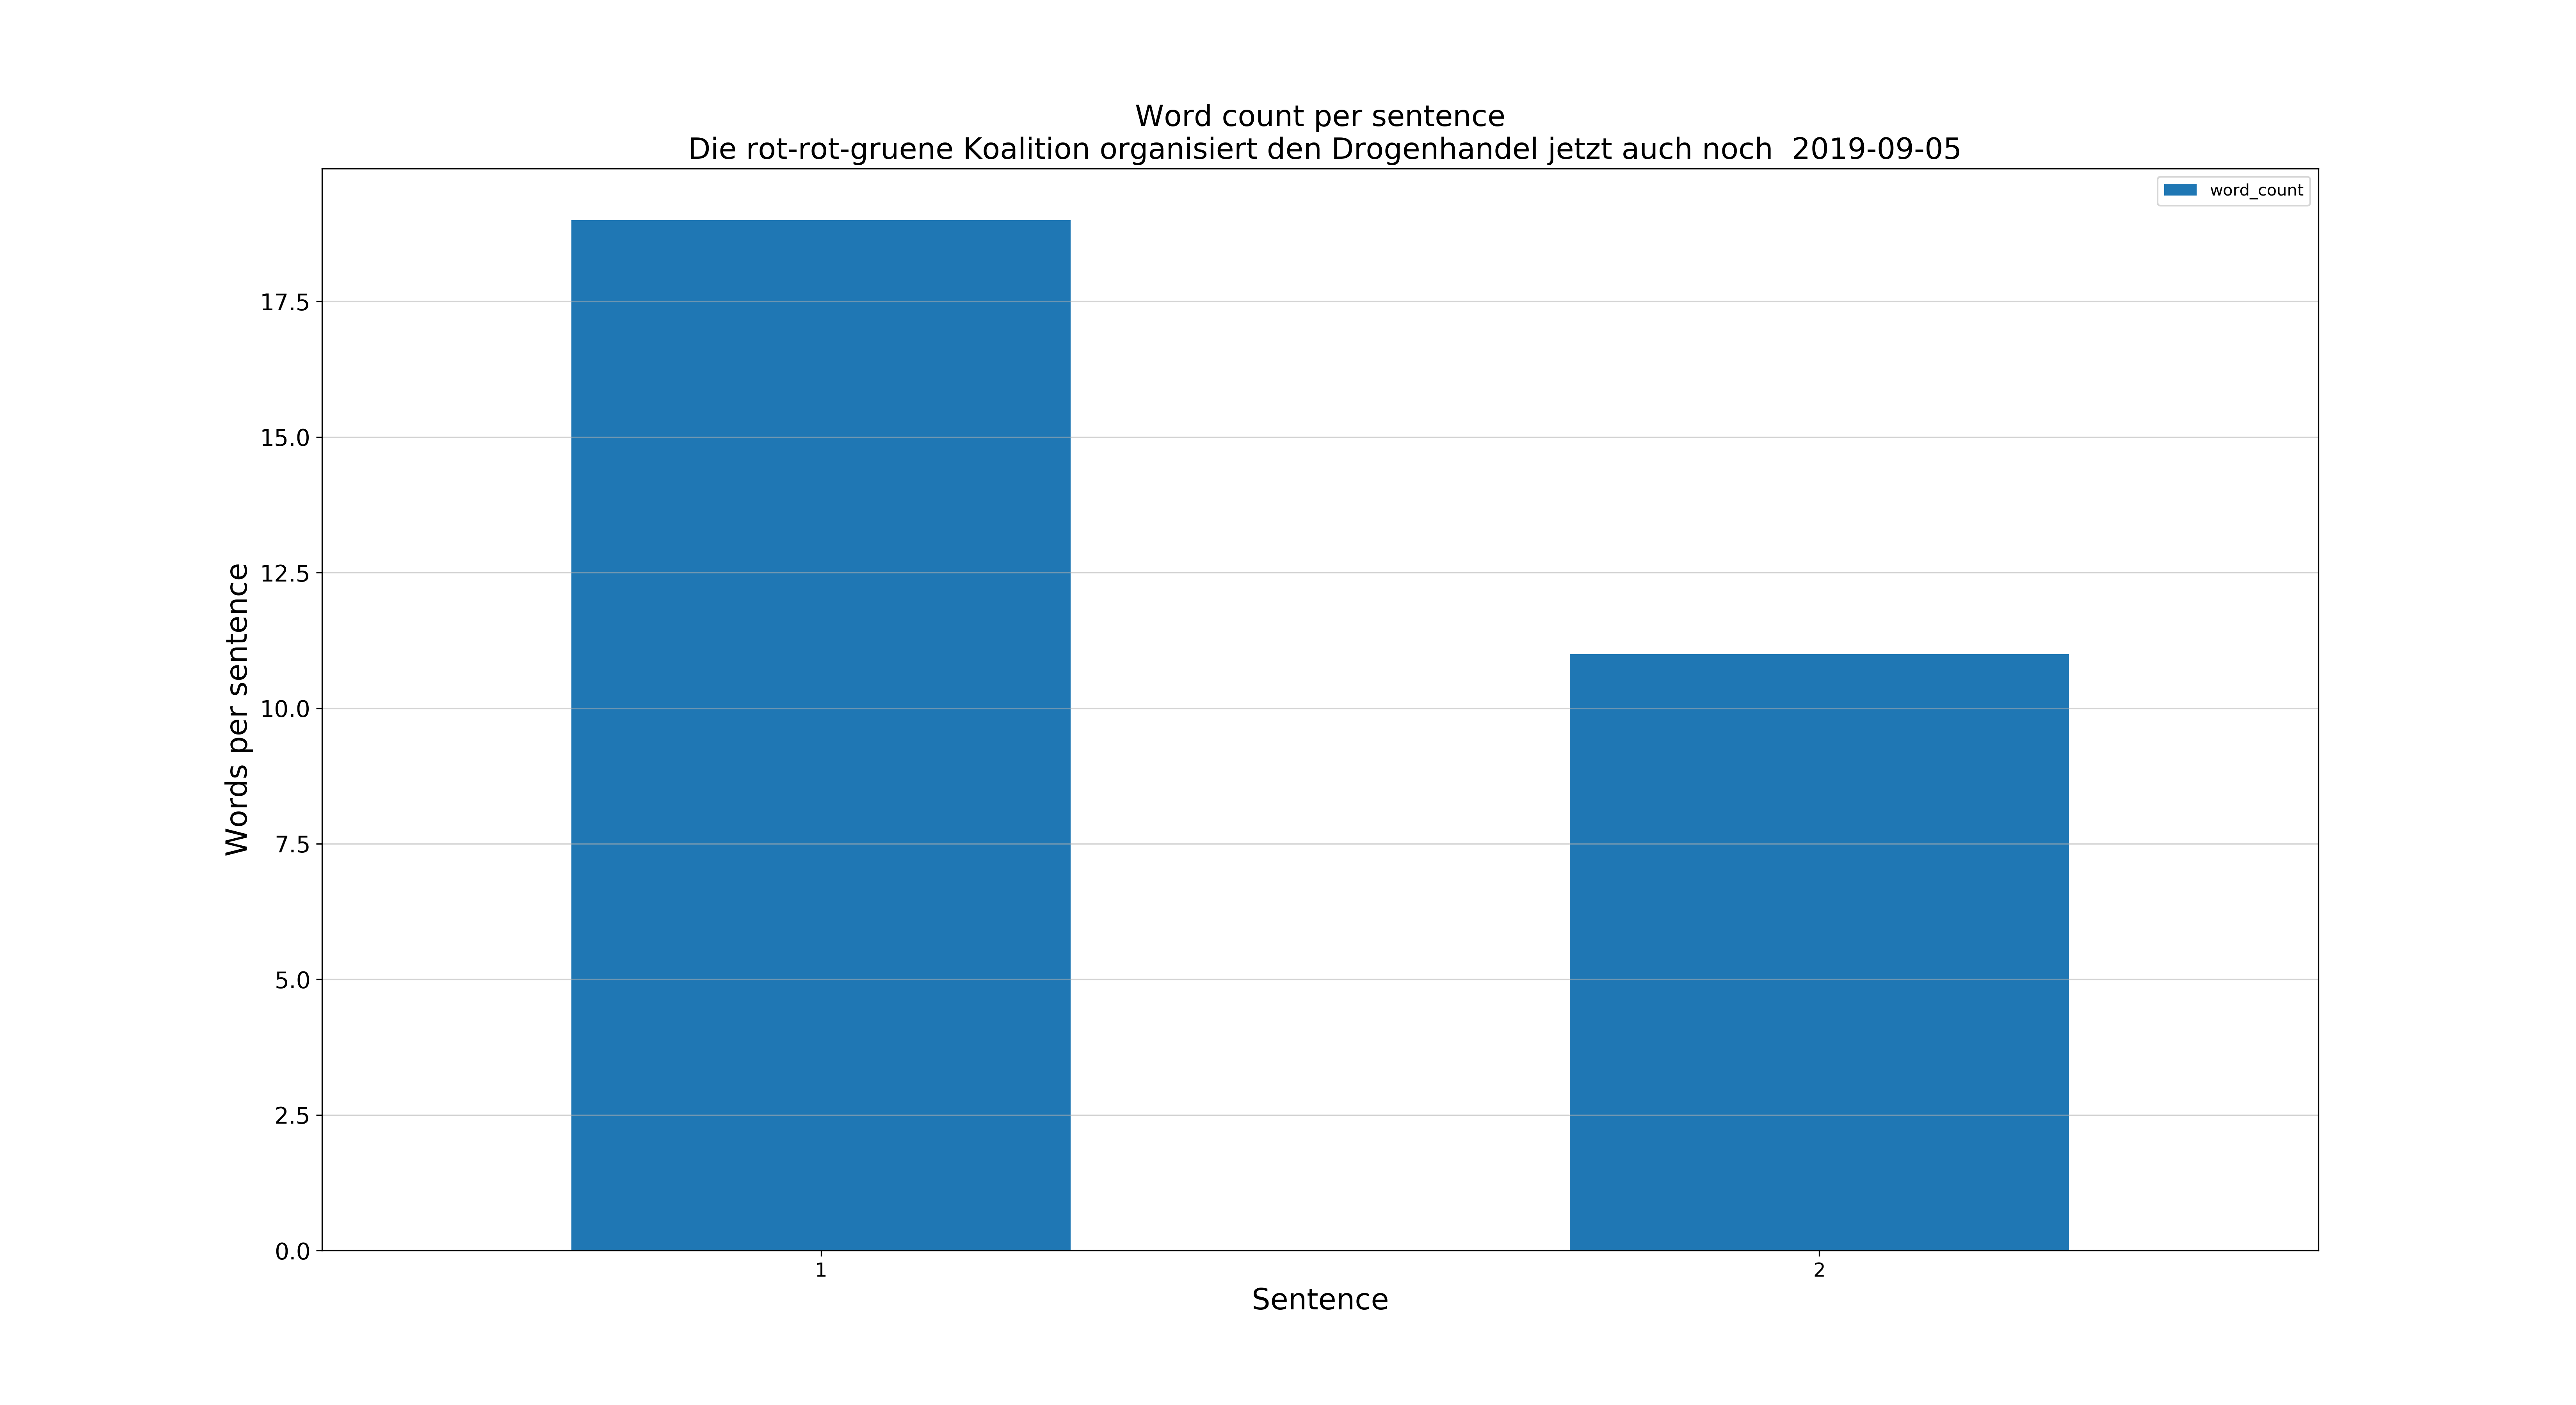 Word count per sentence
Die rot-rot-gruene Koalition organisiert den Drogenhandel jetzt auch noch  2019-09-05
word_count
17.5
15.0
12.5
10.0
7.5
5.0
2.5
0.0
Words per sentence
1
2
Sentence